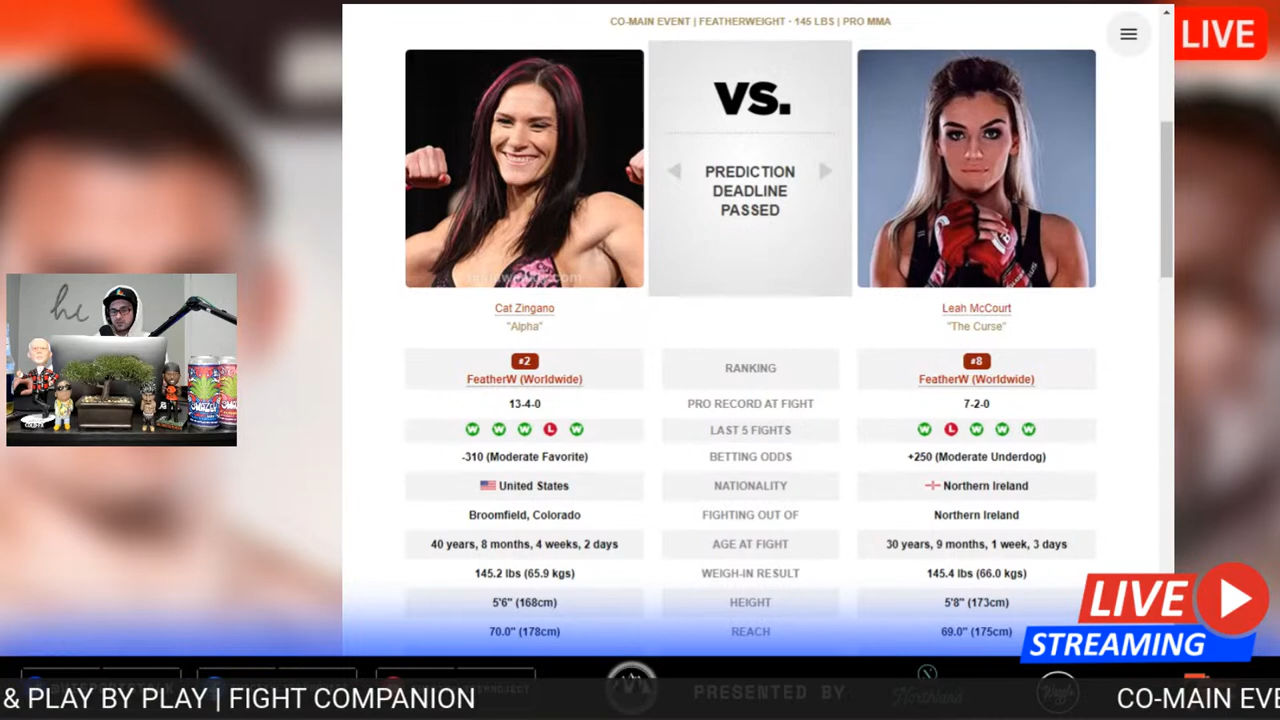 CO-MAIN EVENT | FEATHERWEIGHT · 145 LBS | PRO MMA
LIVE
VS.
PREDICTION
DEADLINE
PASSED
hc
Cat Zingano
"Alpha"
Leah McCourt
"The Curse"
#2
FeatherW (Worldwide)
RANKING
#8
FeatherW (Worldwide)
13-4-0
PRO RECORD AT FIGHT
7-2-0
W W W L W
LAST 5 FIGHTS
W L W W W
-310 (Moderate Favorite)
BETTING ODDS
+250 (Moderate Underdog)
United States
NATIONALITY
Northern Ireland
Broomfield, Colorado
FIGHTING OUT OF
Northern Ireland
40 years, 8 months, 4 weeks, 2 days
AGE AT FIGHT
30 years, 9 months, 1 week, 3 days
145.2 lbs (65.9 kgs)
WEIGH-IN RESULT
145.4 lbs (66.0 kgs)
5'6" (168cm)
HEIGHT
5'8" (173cm)
70.0" (178cm)
REACH
69.0" (175cm)
LIVE
STREAMING
PRESENTED BY
Northland
& PLAY BY PLAY | FIGHT COMPANION
CO-MAIN EVE